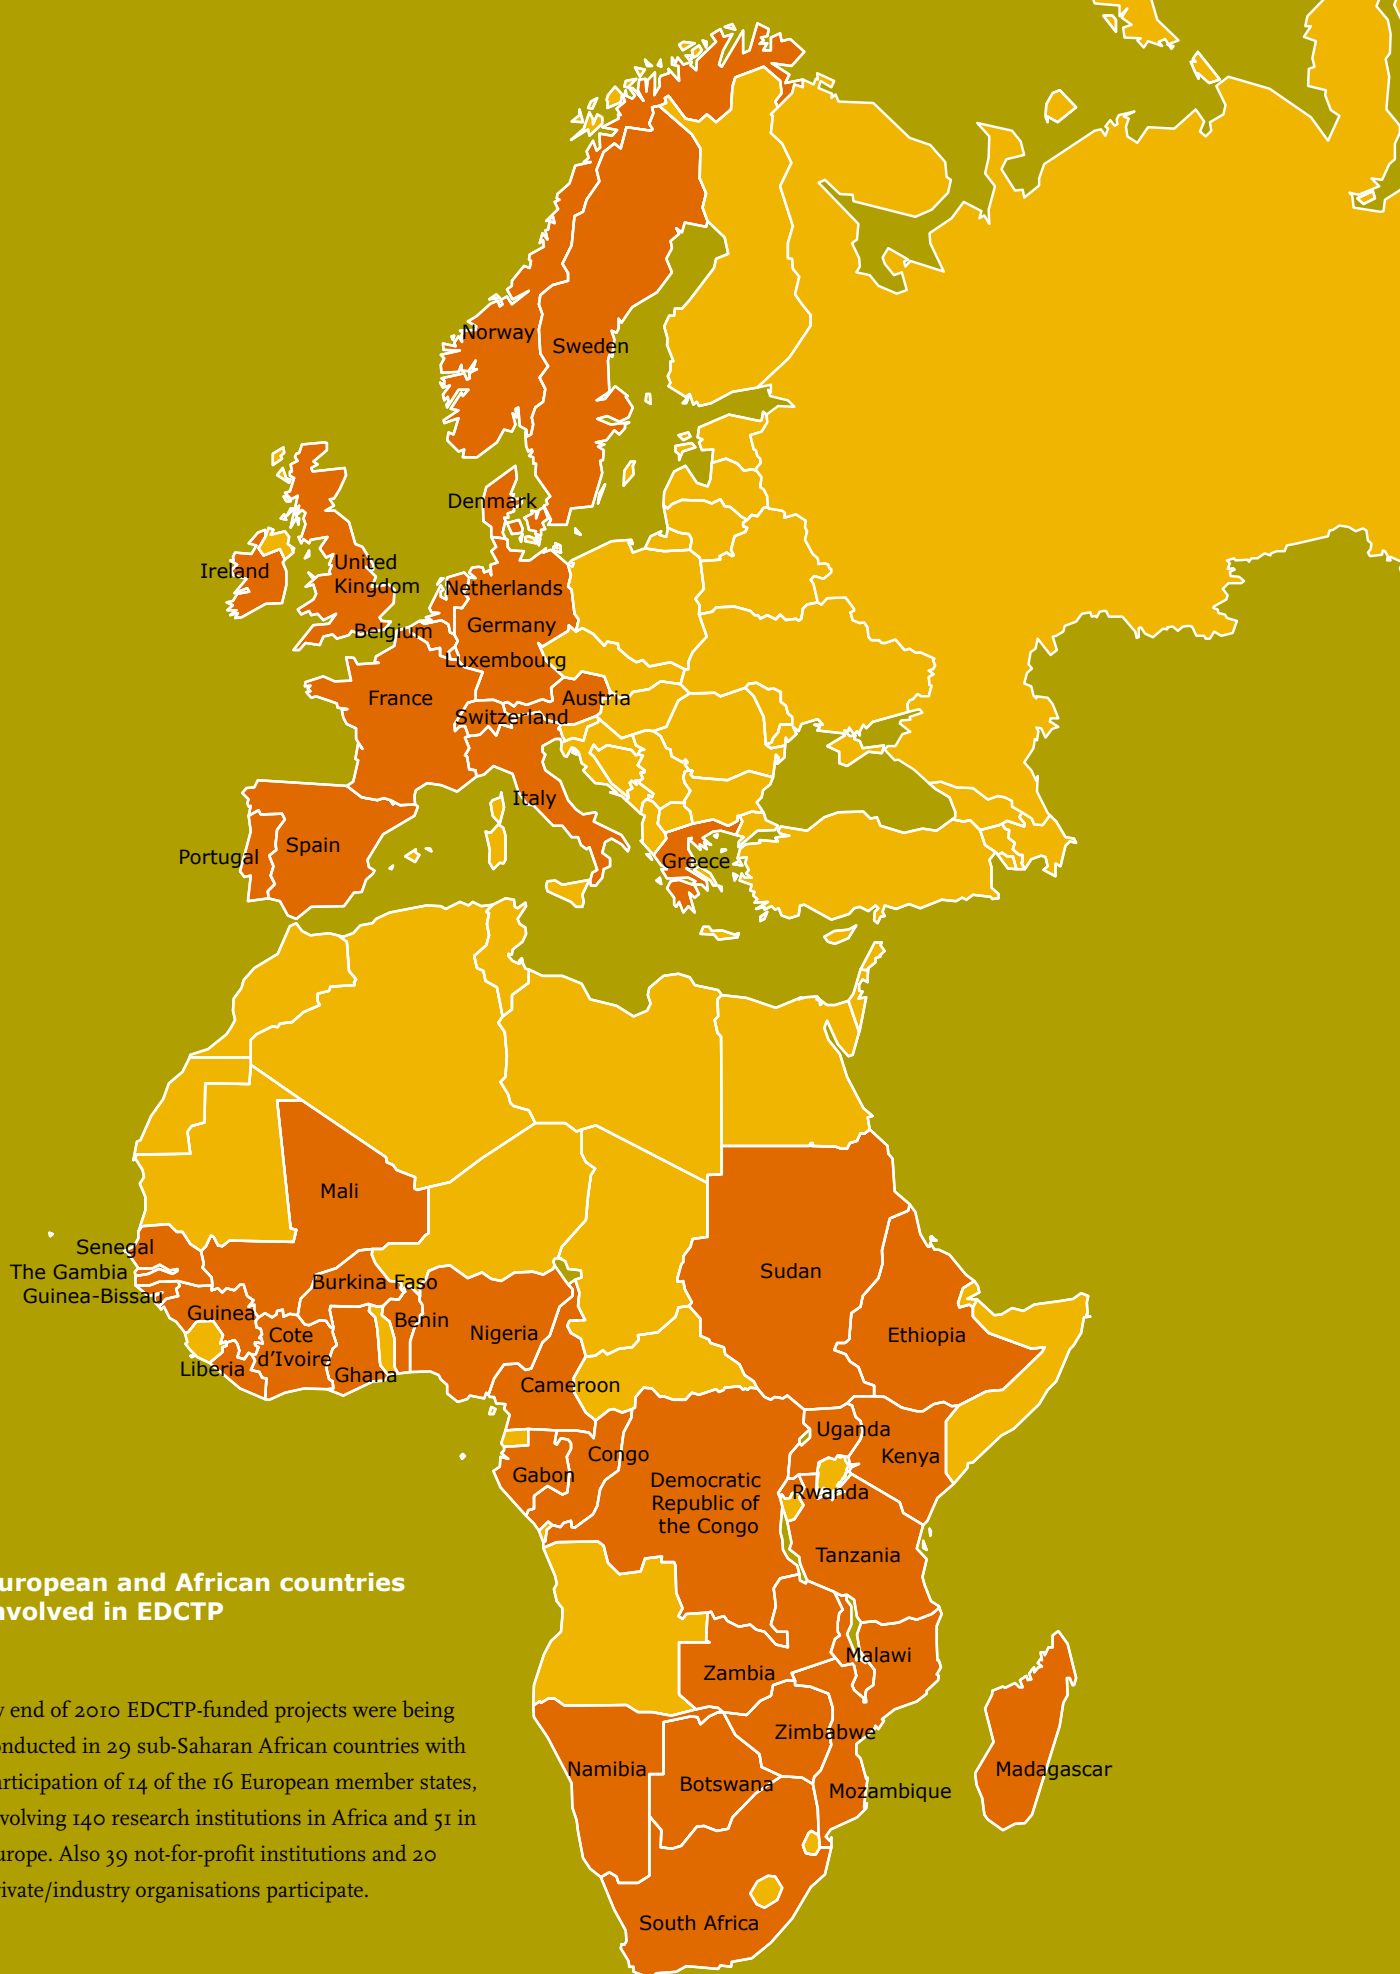 Norway
Sweden
Denmark
Ireland
United
Kingdom
Netherlands
Belgium
Germany
Luxembourg
France
Austria
Switzerland
Italy
Portugal
Spain
Greece
Mali
Senegal
The Gambia
Guinea-Bissau
Burkina Faso
Sudan
Guinea
Benin
Nigeria
Ethiopia
Cote
d’Ivoire
Liberia
Ghana
Cameroon
Uganda
Kenya
Congo
Gabon
Democratic
Republic of
the Congo
Rwanda
Tanzania
uropean and African countries
nvolved in EDCTP
Malawi
Zambia
Zimbabwe
Namibia
Botswana
Mozambique
Madagascar
South Africa
y end of 2010 EDCTP-funded projects were being
onducted in 29 sub-Saharan African countries with
articipation of 14 of the 16 European member states,
volving 140 research institutions in Africa and 51 in
urope. Also 39 not-for-profit institutions and 20
ivate/industry organisations participate.